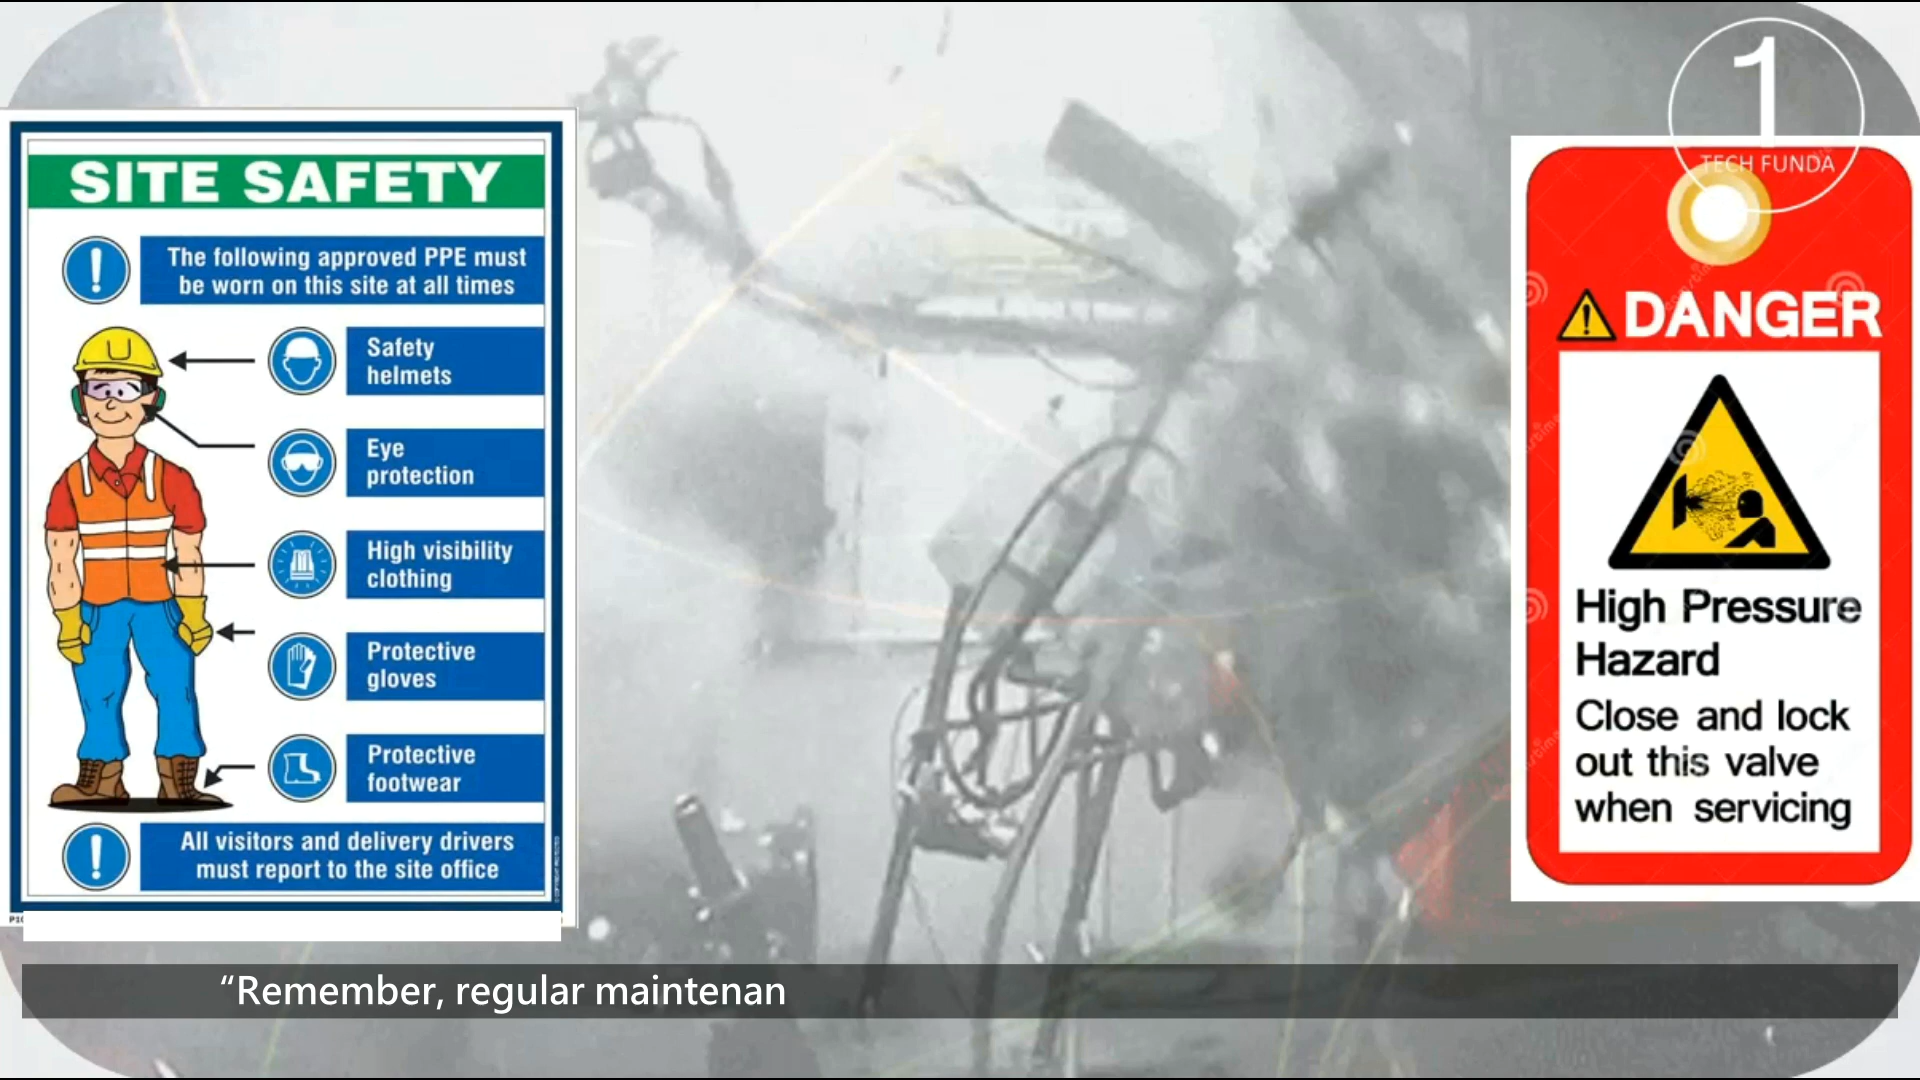 SITE SAFETY
The following approved PPE must
be worn on this site at all times
Safety
helmets
Eye
protection
High visibility
clothing
Protective
gloves
Protective
footwear
All visitors and delivery drivers
must report to the site office
1
TECH FUNDA
DANGER
High Pressure
Hazard
Close and lock
out this valve
when servicing
“Remember, regular maintenan